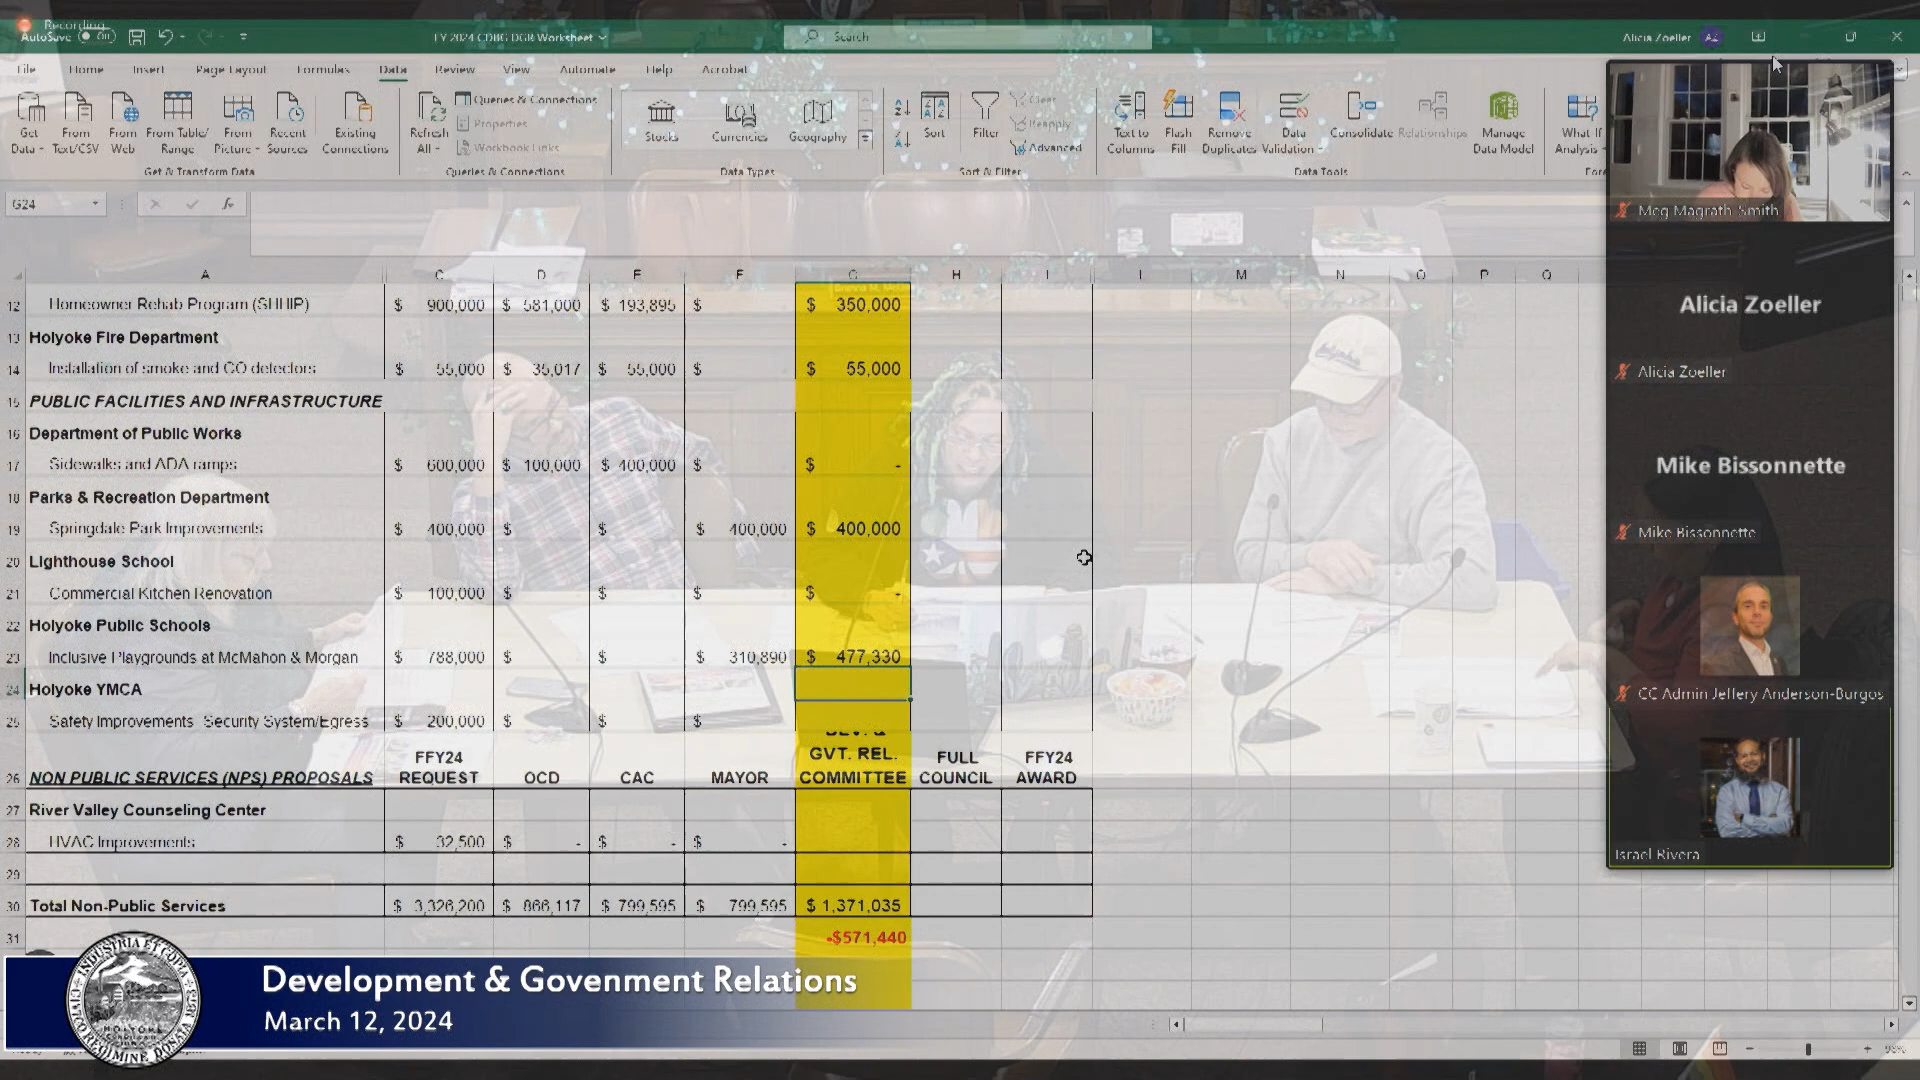 Recording
AutoSave Off
FY 2024 CDBG DGR Worksheet
Search
Alicia Zoeller AZ
File Home Insert Page Layout Formulas Data Review View Automate Help Acrobat
Get Data
From Text/CSV
From Web
From Table/Range
From Picture
Recent Sources
Existing Connections
Get & Transform Data
Refresh All
Queries & Connections
Properties
Workbook Links
Queries & Connections
Stocks Currencies Geography
Data Types
Sort
Filter
Clear
Reapply
Advanced
Sort & Filter
Text to Columns
Flash Fill
Remove Duplicates
Data Validation
Consolidate
Relationships
Manage Data Model
Data Tools
What If Analysis
G24
fx
A C D E F G H I
M N O P Q
12 Homeowner Rehab Program (SHHIP) $ 900,000 $ 581,000 $ 193,895 $ $ 350,000
13 Holyoke Fire Department
14 Installation of smoke and CO detectors $ 55,000 $ 35,017 $ 55,000 $ $ 55,000
15 PUBLIC FACILITIES AND INFRASTRUCTURE
16 Department of Public Works
17 Sidewalks and ADA ramps $ 600,000 $ 100,000 $ 400,000 $ $ -
18 Parks & Recreation Department
19 Springdale Park Improvements $ 400,000 $ $ $ 400,000 $ 400,000
20 Lighthouse School
21 Commercial Kitchen Renovation $ 100,000 $ $ $ $ -
22 Holyoke Public Schools
23 Inclusive Playgrounds at McMahon & Morgan $ 788,000 $ $ $ 310,890 $ 477,330
24 Holyoke YMCA
25 Safety Improvements Security System/Egress $ 200,000 $ $ $
26 NON PUBLIC SERVICES (NPS) PROPOSALS FFY24 REQUEST OCD CAC MAYOR DEV. & GVT. REL. COMMITTEE FULL COUNCIL FFY24 AWARD
27 River Valley Counseling Center
28 HVAC Improvements $ 32,500 $ - $ - $ -
29
30 Total Non-Public Services $ 3,326,200 $ 866,117 $ 799,595 $ 799,595 $ 1,371,035
31 -$571,440
Meg Magrath-Smith
Alicia Zoeller
Alicia Zoeller
Mike Bissonnette
Mike Bissonnette
CC Admin Jeffery Anderson-Burgos
Israel Rivera
Development & Govenment Relations
March 12, 2024
HOLYOKE